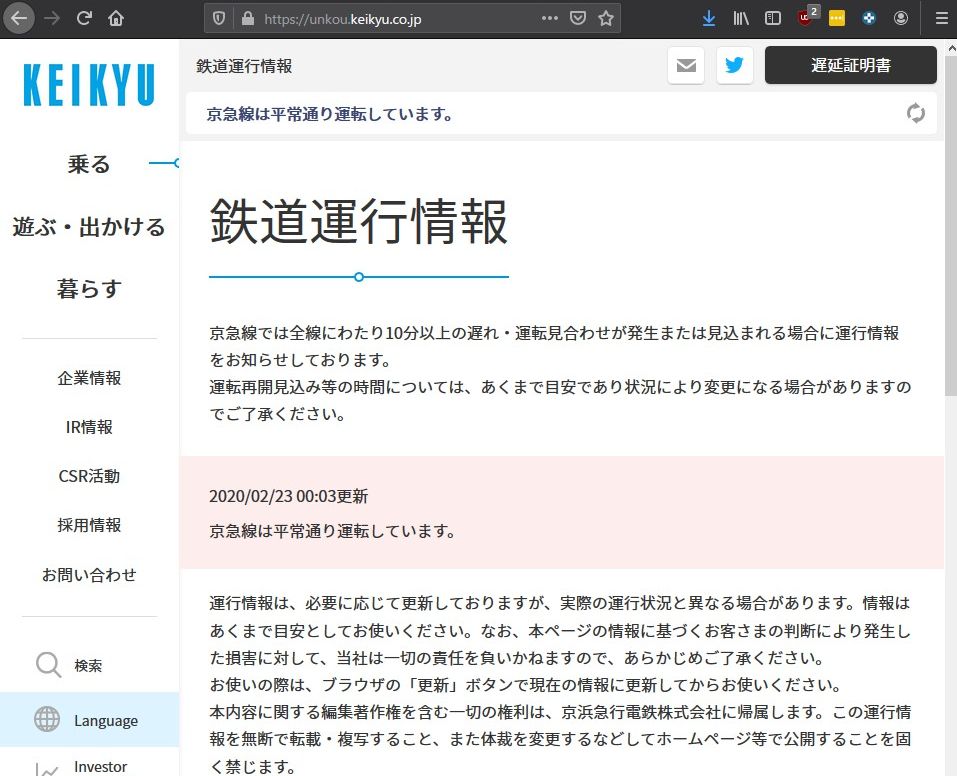 https://unkou.keikyu.co.jp
2
KEIKYU
乗る
遊ぶ・出かける
暮らす
企業情報
IR情報
CSR活動
採用情報
お問い合わせ
検索
Language
Investor
鉄道運行情報
遅延証明書
京急線は平常通り運転しています。
鉄道運行情報
京急線では全線にわたり10分以上の遅れ・運転見合わせが発生または見込まれる場合に運行情報
をお知らせしております。
運転再開見込み等の時間については、あくまで目安であり状況により変更になる場合がありますの
でご了承ください。
2020/02/23 00:03更新
京急線は平常通り運転しています。
運行情報は、必要に応じて更新しておりますが、実際の運行状況と異なる場合があります。情報は
あくまで目安としてお使いください。なお、本ページの情報に基づくお客さまの判断により発生し
た損害に対して、当社は一切の責任を負いかねますので、あらかじめご了承ください。
お使いの際は、ブラウザの「更新」ボタンで現在の情報に更新してからお使いください。
本内容に関する編集著作権を含む一切の権利は、京浜急行電鉄株式会社に帰属します。この運行情
報を無断で転載・複写すること、また体裁を変更するなどしてホームページ等で公開することを固
く禁じます。